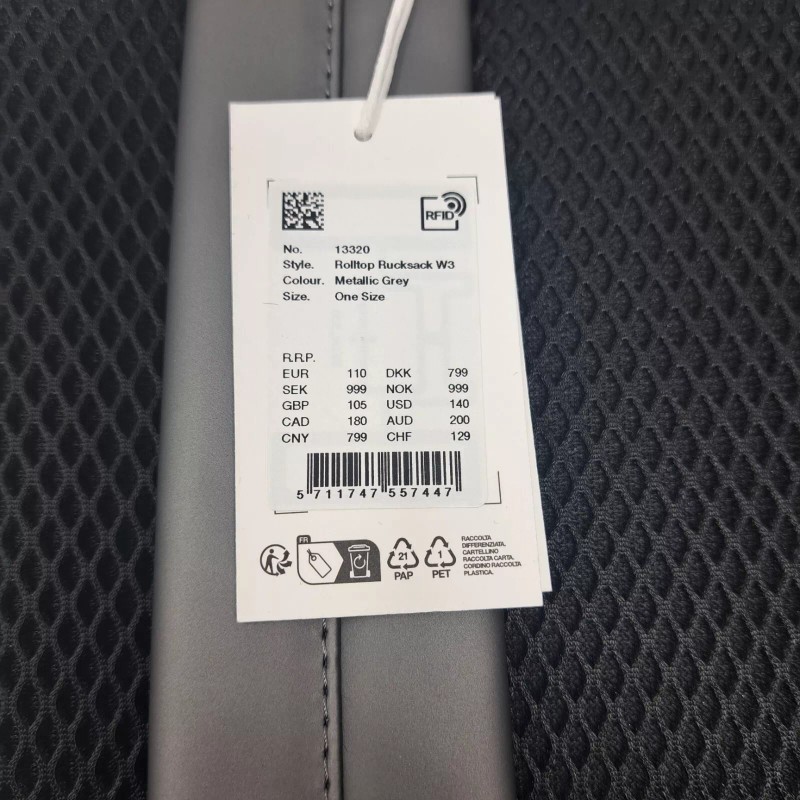 RFID
No. 13320
Style. Rolltop Rucksack W3
Colour. Metallic Grey
Size. One Size
R.R.P.
EUR 110 DKK 799
SEK 999 NOK 999
GBP 105 USD 140
CAD 180 AUD 200
CNY 799 CHF 129
5 711747 557447
FR
21
PAP
1
PET
RACCOLTA
DIFFERENZIATA.
CARTELLINO
RACCOLTA CARTA.
CORDINO RACCOLTA
PLASTICA.